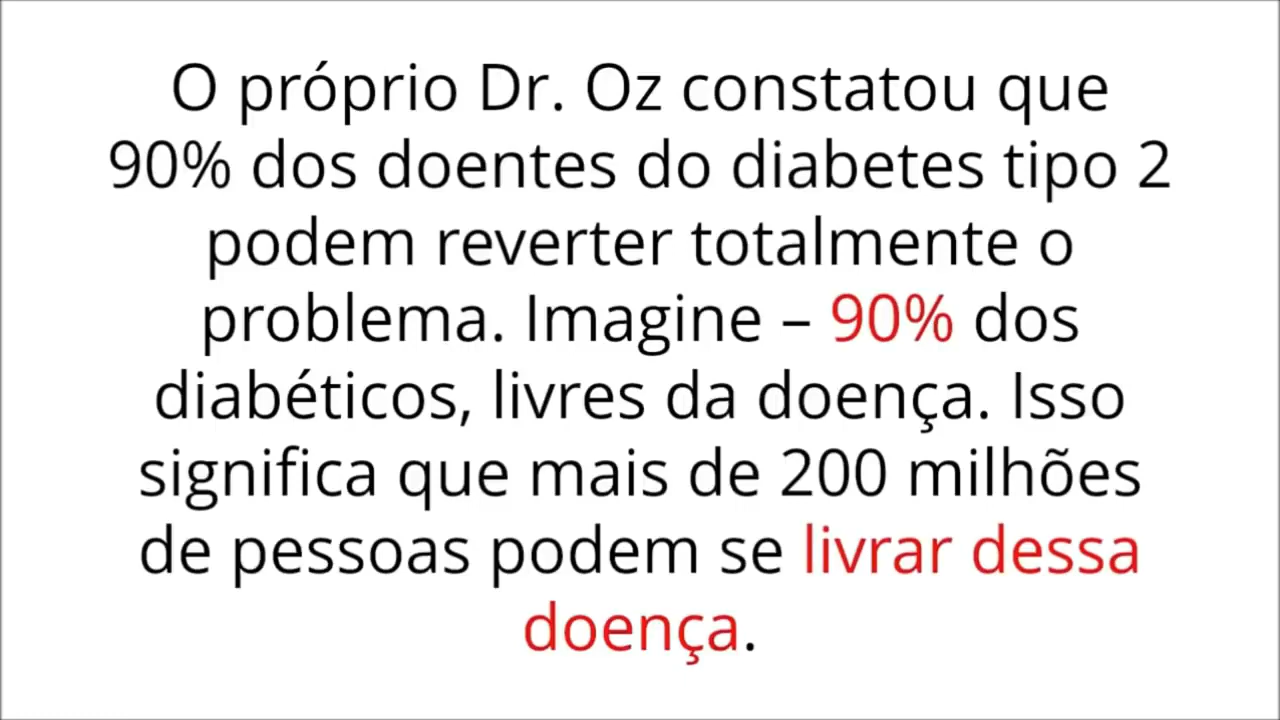 O próprio Dr. Oz constatou que
90% dos doentes do diabetes tipo 2
podem reverter totalmente o
problema. Imagine – 90% dos
diabéticos, livres da doença. Isso
significa que mais de 200 milhões
de pessoas podem se livrar dessa
doença.